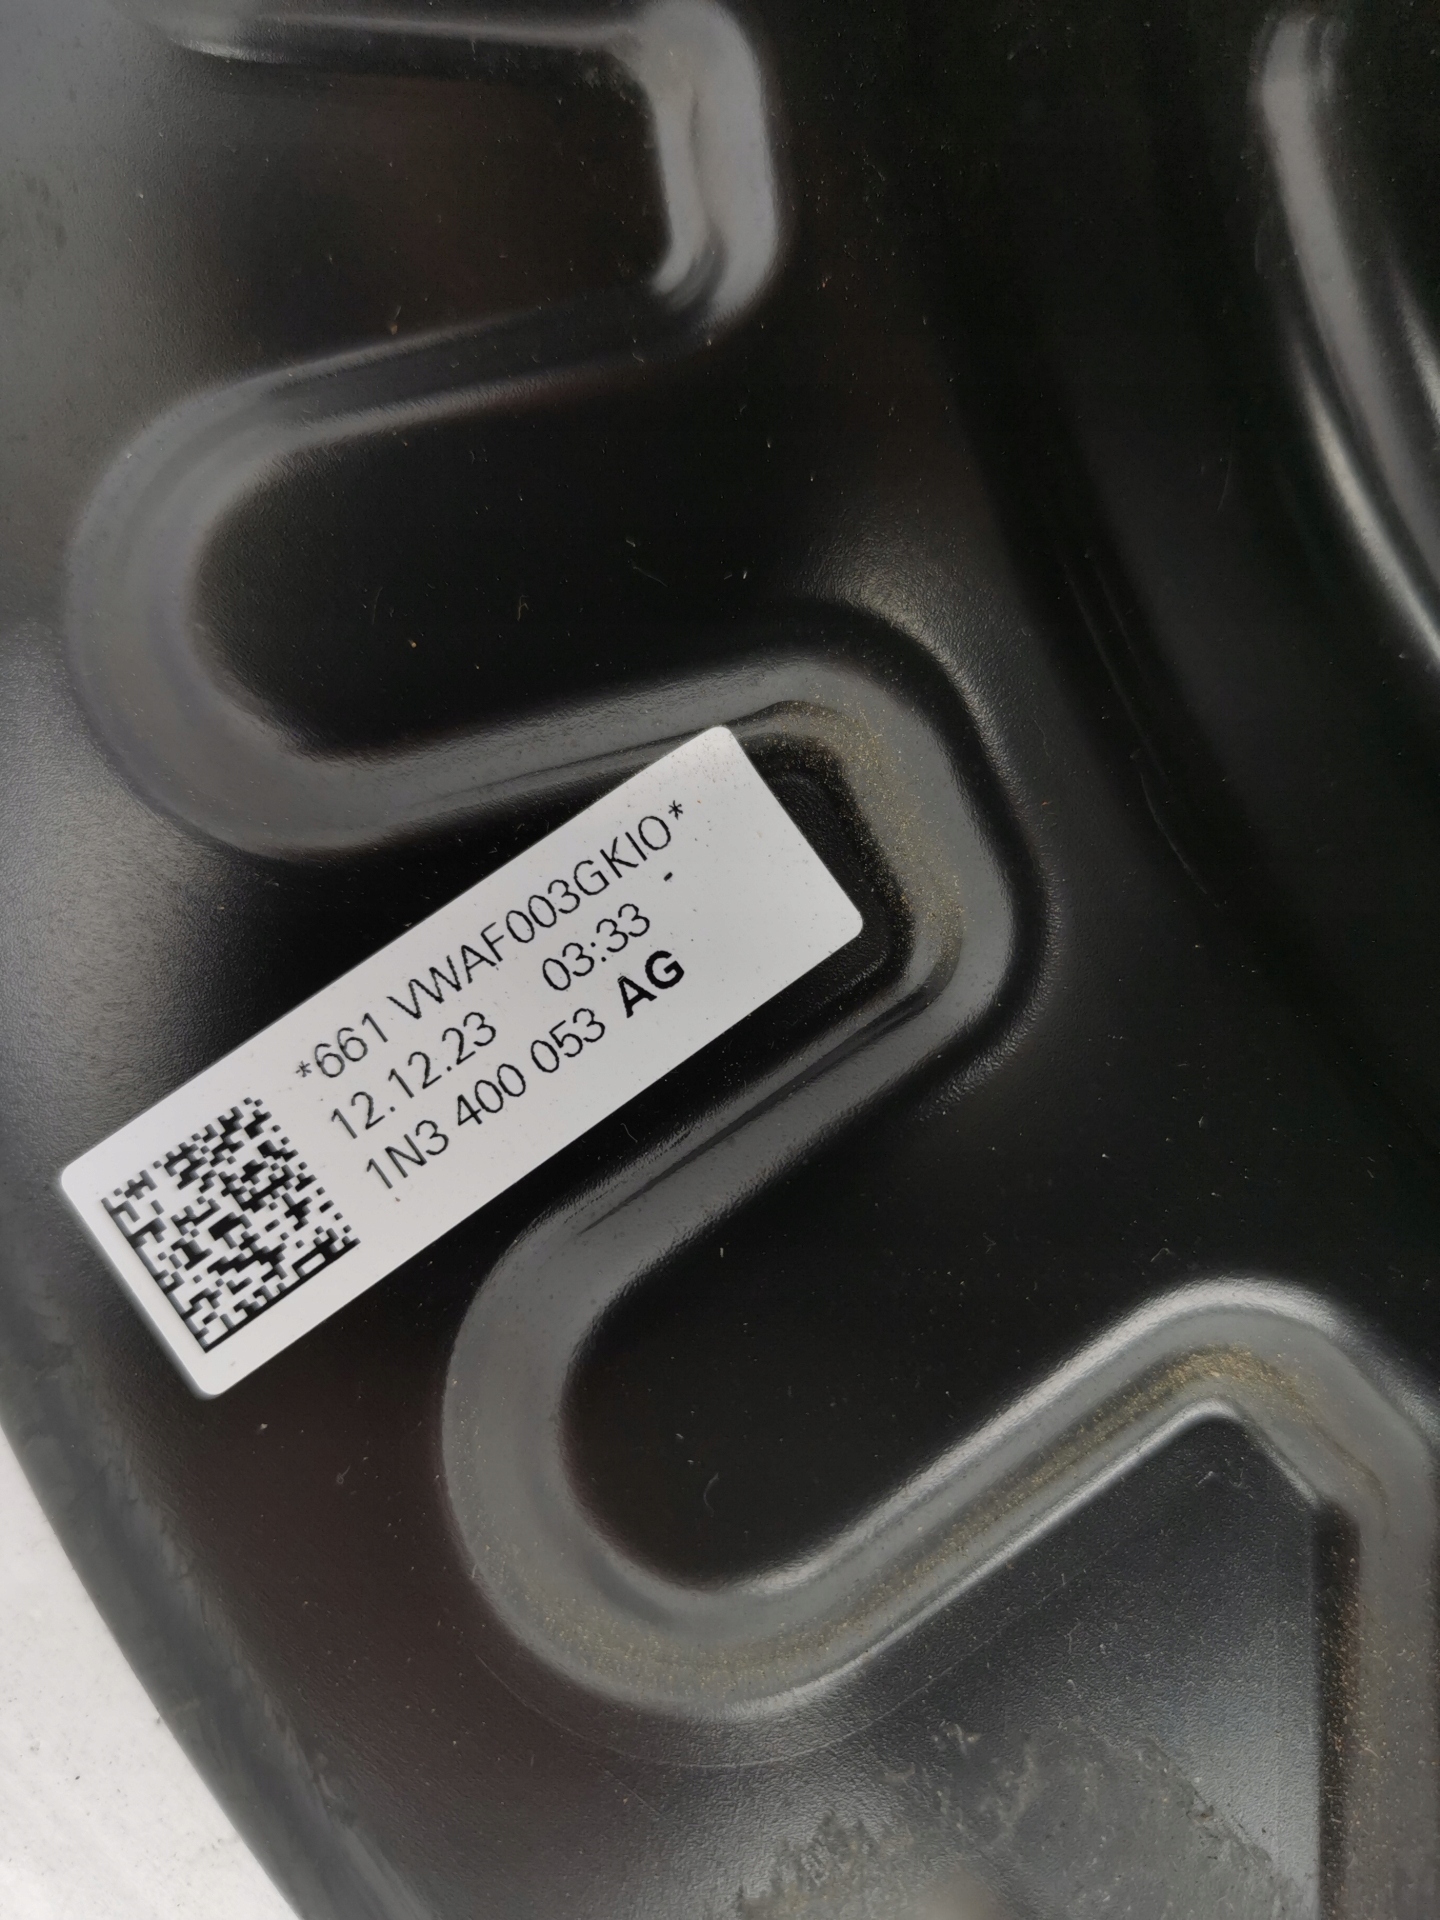 *661 VWAF003GKIO*
12.12.23 03:33
1N3 400 053 AG